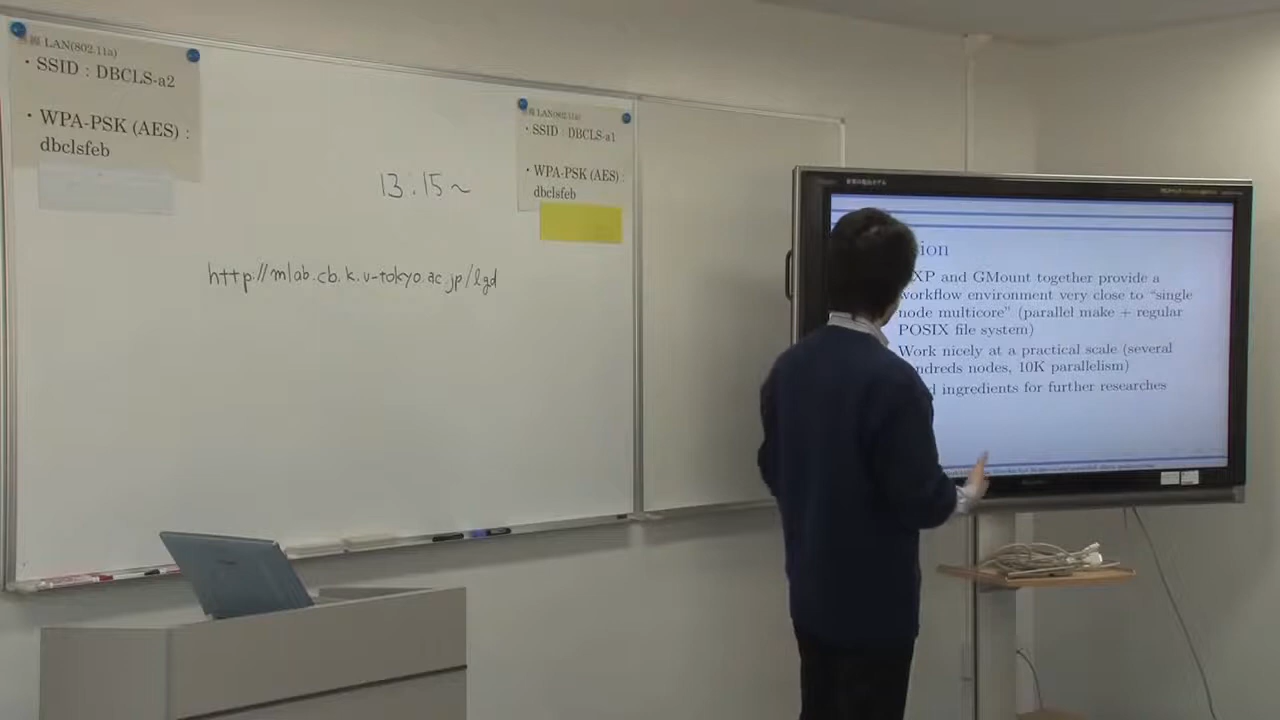 LAN(802.11a)
・SSID : DBCLS-a2
・WPA-PSK (AES) :
dbclsfeb
LAN(802.11a)
・SSID : DBCLS-a1
・WPA-PSK (AES) :
dbclsfeb
13:15~
http://mlab.cb.k.u-tokyo.ac.jp/lgd
ion
XP and GMount together provide a
workflow environment very close to “single
node multicore” (parallel make + regular
POSIX file system)
Work nicely at a practical scale (several
ndreds nodes, 10K parallelism)
d ingredients for further researches